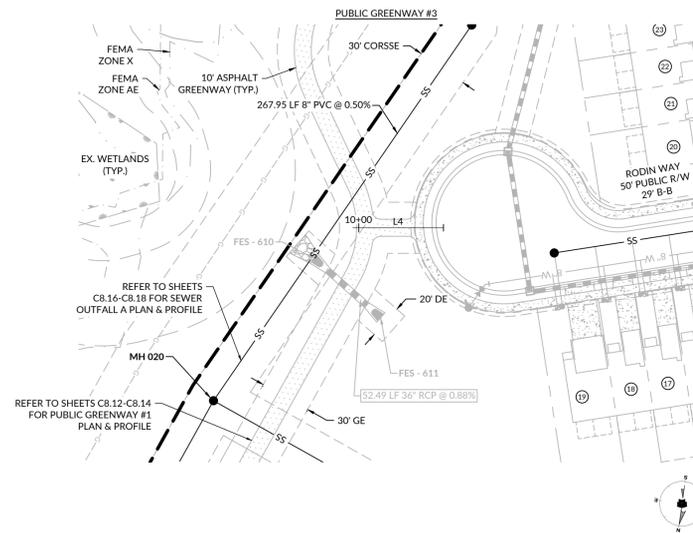 PUBLIC GREENWAY #3
30' CORSSE
FEMA
ZONE X
FEMA
ZONE AE
10' ASPHALT
GREENWAY (TYP.)
267.95 LF 8" PVC @ 0.50%
SS
23
22
21
20
EX. WETLANDS
(TYP.)
RODIN WAY
50' PUBLIC R/W
29' B-B
SS
10+00
L4
FES - 610
SS
SS
8" W
8" W
REFER TO SHEETS
C8.16-C8.18 FOR SEWER
OUTFALL A PLAN & PROFILE
20' DE
SS
MH 020
FES - 611
52.49 LF 36" RCP @ 0.88%
19
18
17
REFER TO SHEETS C8.12-C8.14
FOR PUBLIC GREENWAY #1
PLAN & PROFILE
30' GE
SS
N